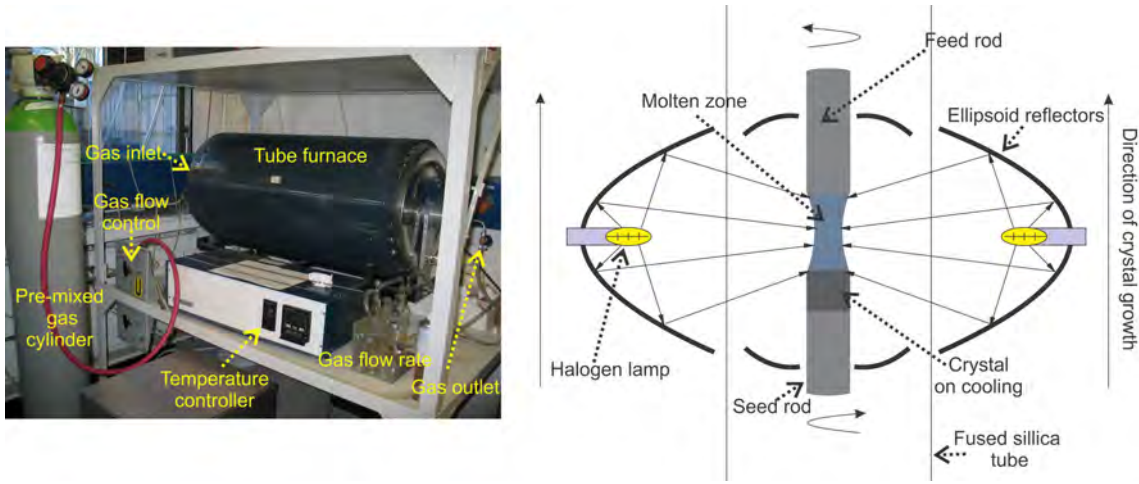 Gas inlet
Tube furnace
Gas flow
control
Pre-mixed
gas
cylinder
Temperature
controller
Gas flow rate
Gas outlet
Feed rod
Molten zone
Ellipsoid reflectors
Direction of crystal growth
Halogen lamp
Seed rod
Crystal
on cooling
Fused sillica
tube